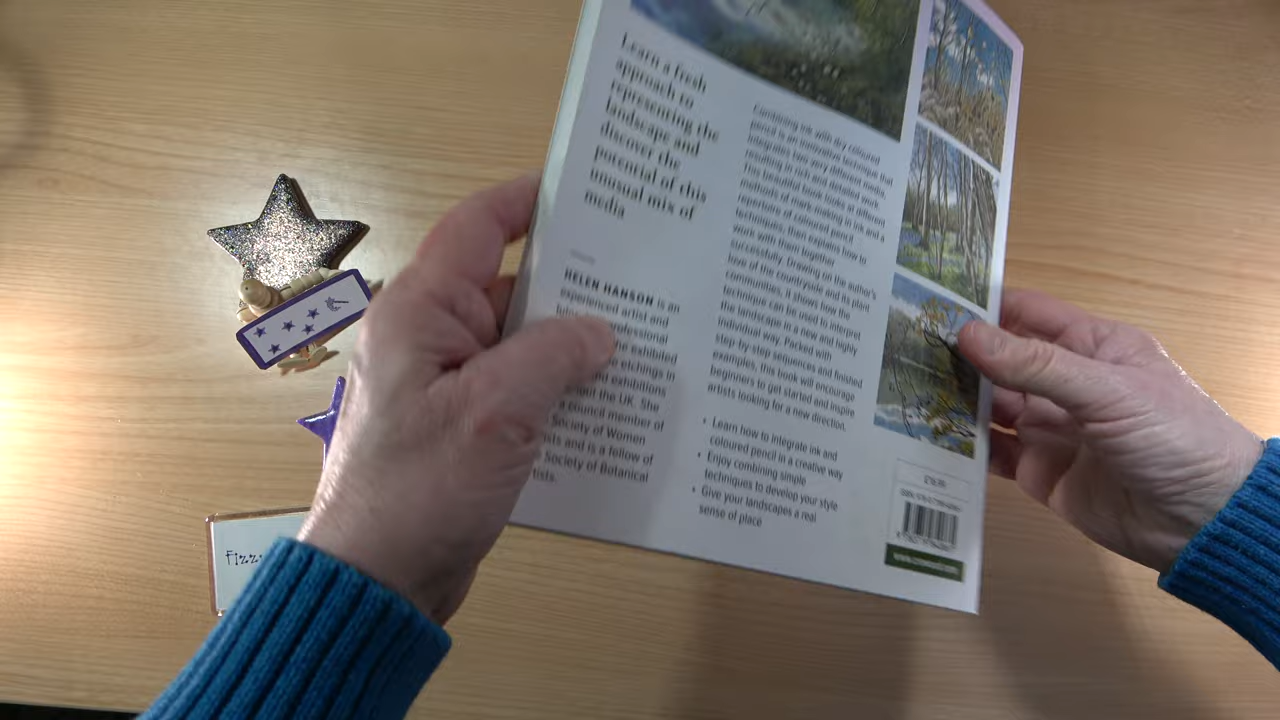 Learn a fresh
approach to
representing the
landscape and
discover the
potential of this
unusual mix of
media
HELEN HANSON is an
experienced artist and
professional
exhibited
etchings in
exhibitions
the UK. She
council member of
Society of Women
and is a fellow of
Society of Botanical
Combining ink with dry coloured
pencil is an innovative technique that
integrates two very different media,
resulting in rich and detailed work.
This beautiful book looks at different
methods of mark-making in ink and a
repertoire of coloured pencil
techniques, then explains how to
work with them together
successfully. Drawing on the author's
love of the countryside and its plant
communities, it shows how the
technique can be used to interpret
the landscape in a new and highly
individual way. Packed with
step-by-step sequences and finished
examples, this book will encourage
beginners to get started and inspire
artists looking for a new direction.
• Learn how to integrate ink and
coloured pencil in a creative way
• Enjoy combining simple
techniques to develop your style
• Give your landscapes a real
sense of place